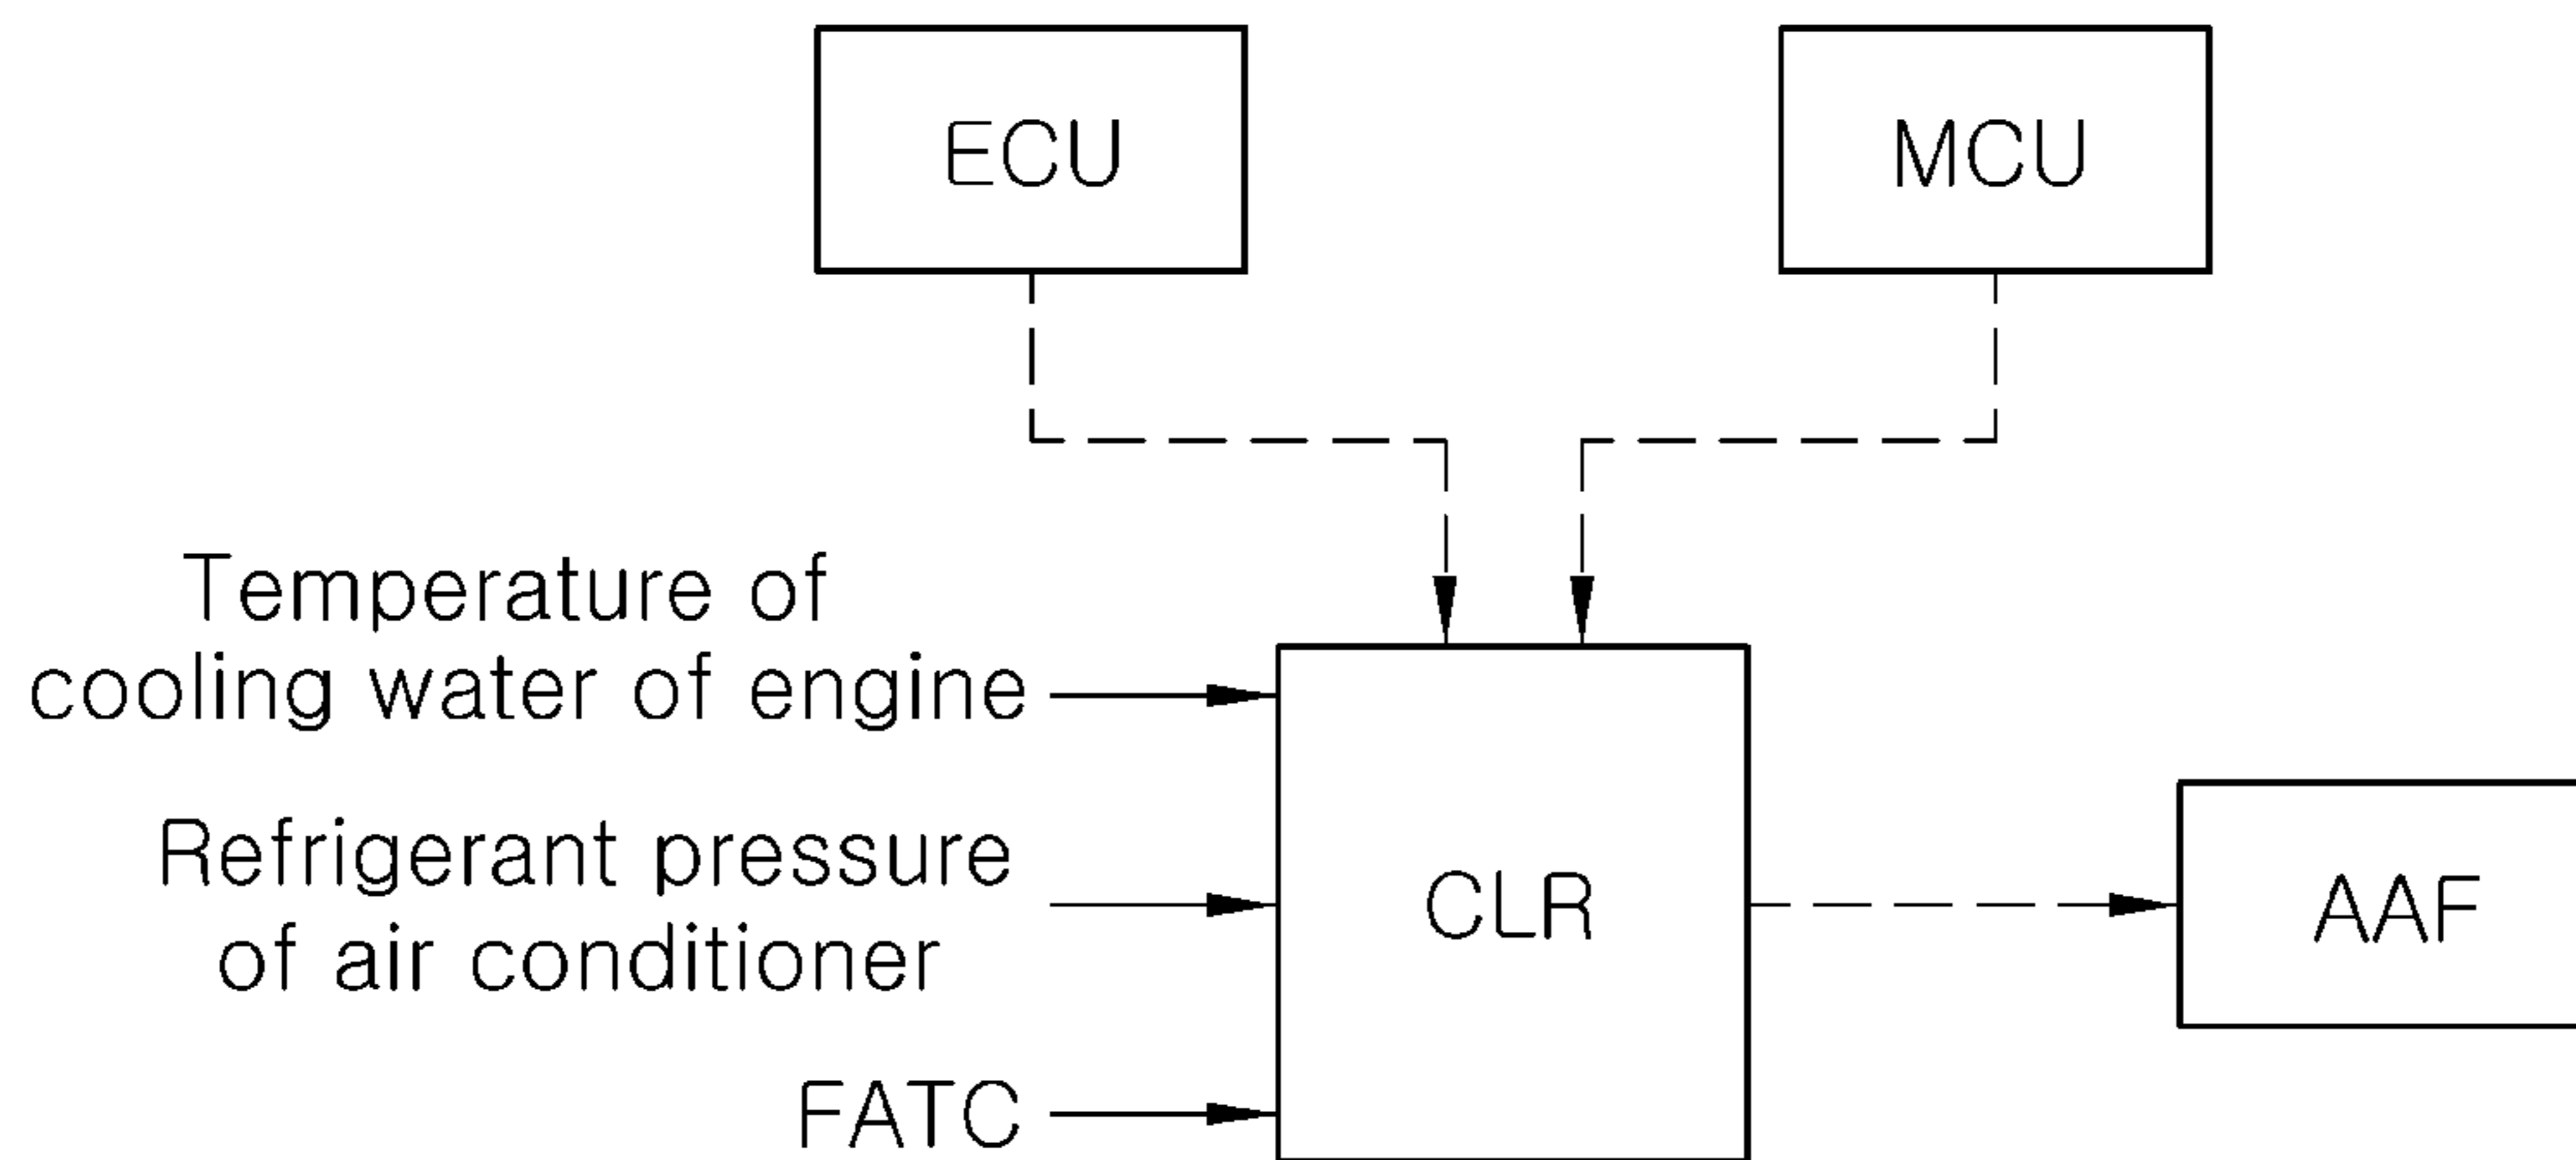 ECU
MCU
Temperature of
cooling water of engine
Refrigerant pressure
of air conditioner
CLR
AAF
FATC